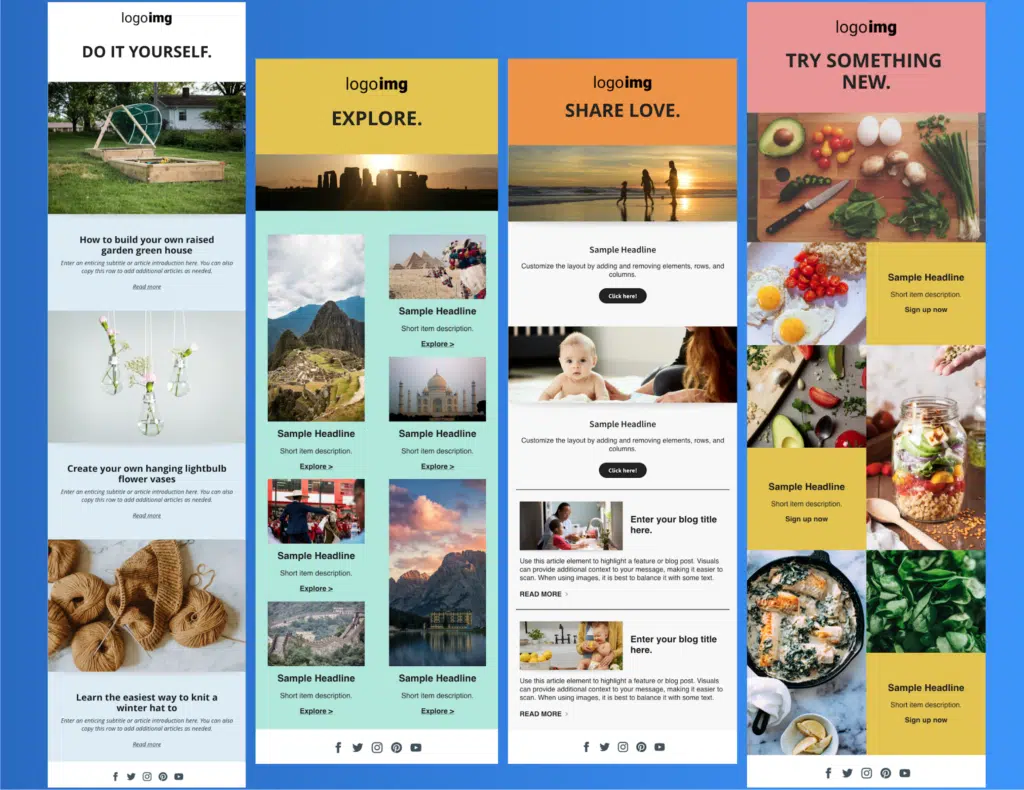 logoimg
DO IT YOURSELF.
How to build your own raised
garden green house
Enter an enticing subtitle or article introduction here. You can also
copy this row to add additional articles as needed.
Read more
Create your own hanging lightbulb
flower vases
Enter an enticing subtitle or article introduction here. You can also
copy this row to add additional articles as needed.
Read more
Learn the easiest way to knit a
winter hat to
Enter an enticing subtitle or article introduction here. You can also
copy this row to add additional articles as needed.
Read more
logoimg
EXPLORE.
Sample Headline
Short item description.
Explore >
Sample Headline
Short item description.
Explore >
Sample Headline
Short item description.
Explore >
Sample Headline
Short item description.
Explore >
Sample Headline
Short item description.
Explore >
Sample Headline
Short item description.
Explore >
logoimg
SHARE LOVE.
Sample Headline
Customize the layout by adding and removing elements, rows, and
columns.
Click here!
Sample Headline
Customize the layout by adding and removing elements, rows, and
columns.
Click here!
Enter your blog title
here.
Use this article element to highlight a feature or blog post. Visuals
can provide additional context to your message, making it easier to
scan. When using images, it is best to balance it with some text.
READ MORE >
Enter your blog title
here.
Use this article element to highlight a feature or blog post. Visuals
can provide additional context to your message, making it easier to
scan. When using images, it is best to balance it with some text.
READ MORE >
logoimg
TRY SOMETHING
NEW.
Sample Headline
Short item description.
Sign up now
Sample Headline
Short item description.
Sign up now
Sample Headline
Short item description.
Sign up now